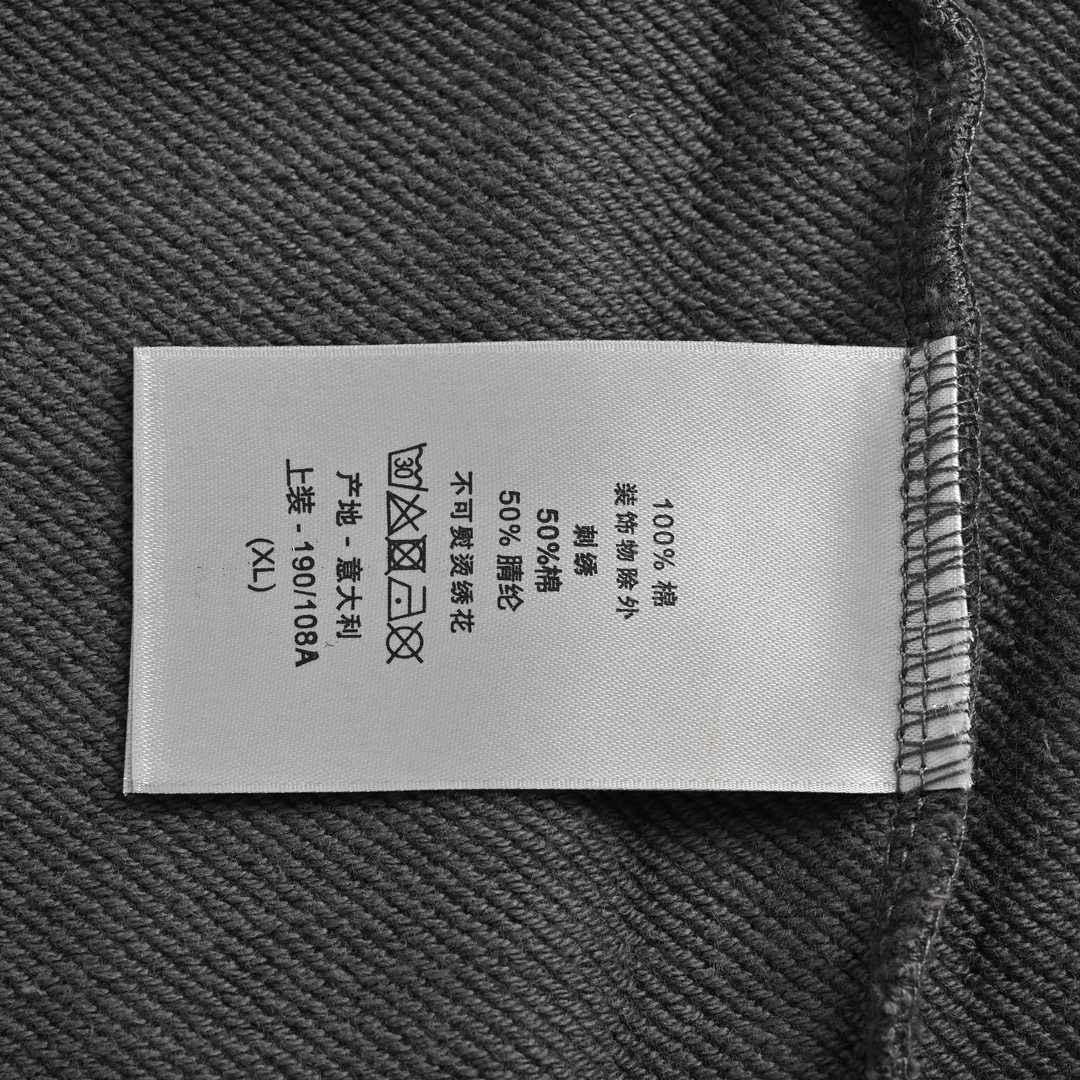 100% 棉
装饰物除外
刺绣
50%棉
50% 腈纶
不可熨烫绣花
30
产地 - 意大利
上装 - 190/108A
(XL)